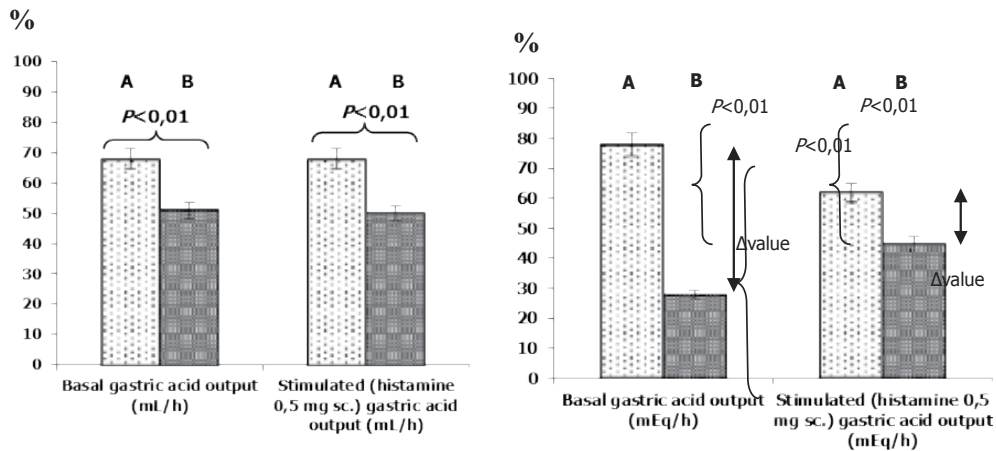 %
100
90
80
70
60
50
40
30
20
10
0
A B A B
P<0,01 P<0,01
Basal gastric acid output
(mL/h)
Stimulated (histamine
0,5 mg sc.) gastric acid
output (mL/h)
%
100
90
80
70
60
50
40
30
20
10
0
A B A B
P<0,01 P<0,01
P<0,01
Δvalue
Δvalue
Basal gastric acid output
(mEq/h)
Stimulated (histamine 0,5
mg sc.) gastric acid output
(mEq/h)